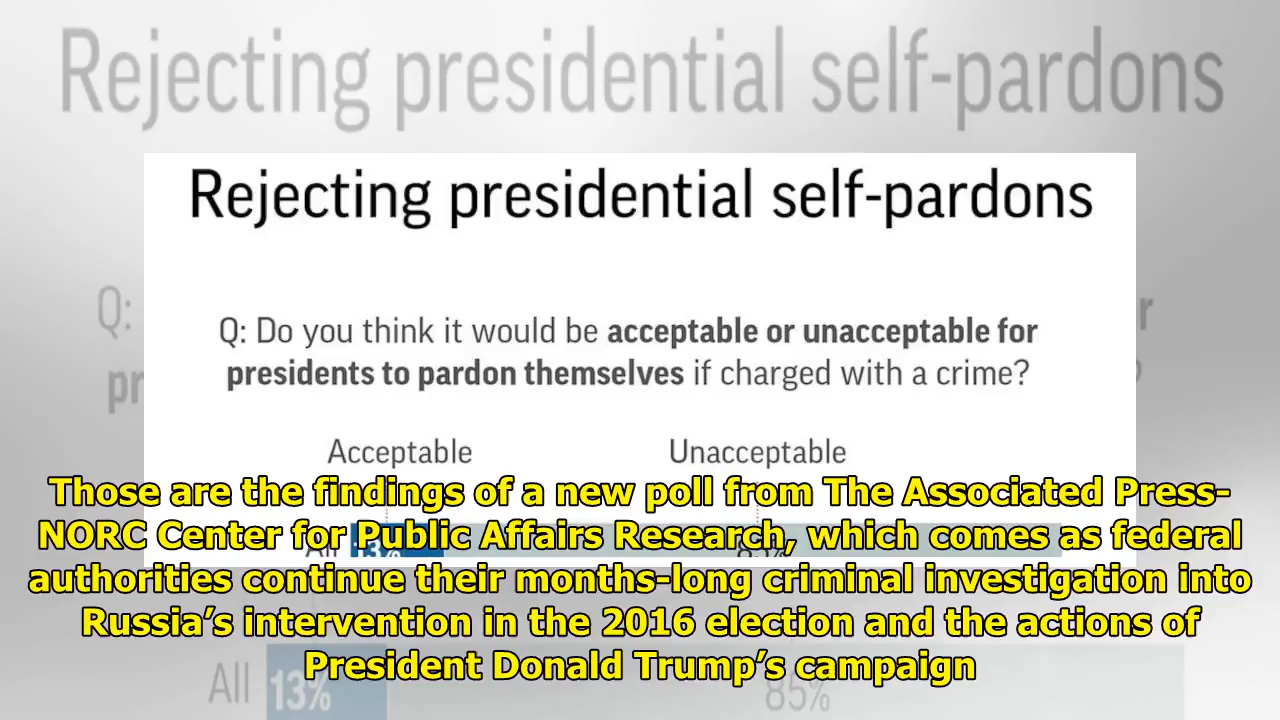 Rejecting presidential self-pardons
Rejecting presidential self-pardons
Q:
Q: Do you think it would be acceptable or unacceptable for
presidents to pardon themselves if charged with a crime?
Acceptable Unacceptable
Those are the findings of a new poll from The Associated Press-
NORC Center for Public Affairs Research, which comes as federal
authorities continue their months-long criminal investigation into
Russia’s intervention in the 2016 election and the actions of
President Donald Trump’s campaign
All 13% 85%